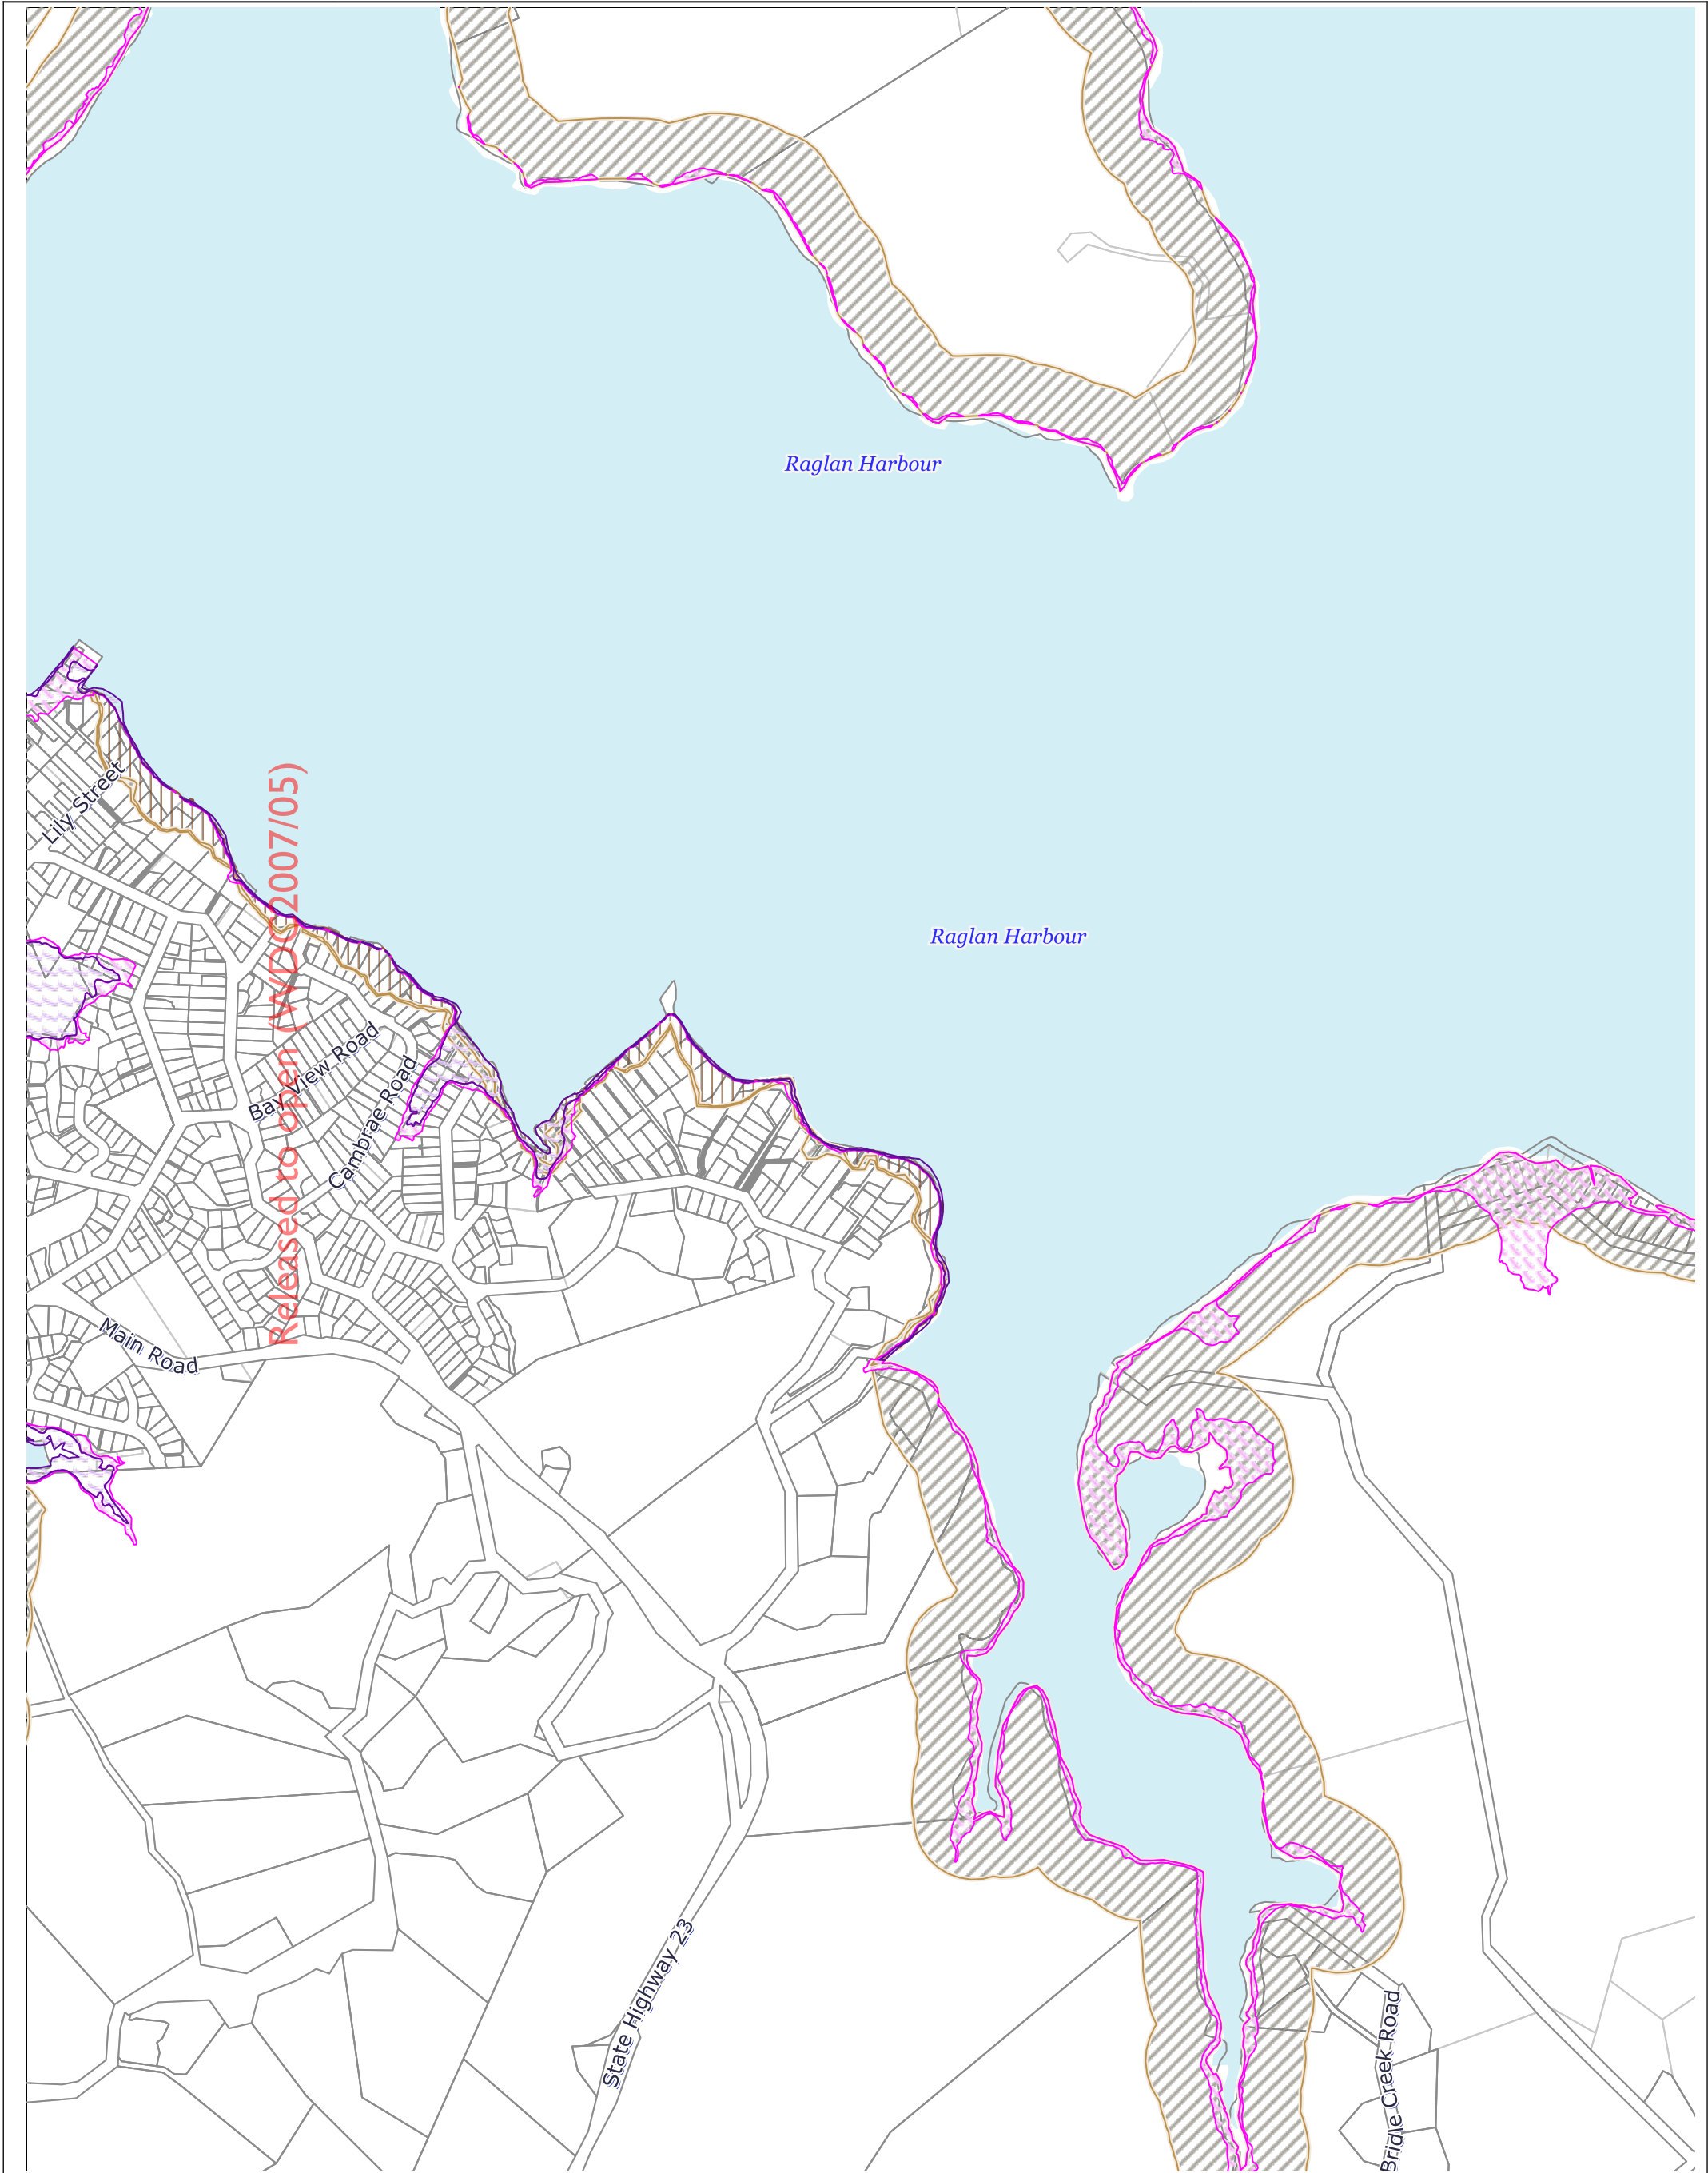 Raglan Harbour
Lily Street
Released to open (WDC 2007/05)
Raglan Harbour
Bay View Road
Cambrae Road
Main Road
State Highway 23
Bridle Creek Road